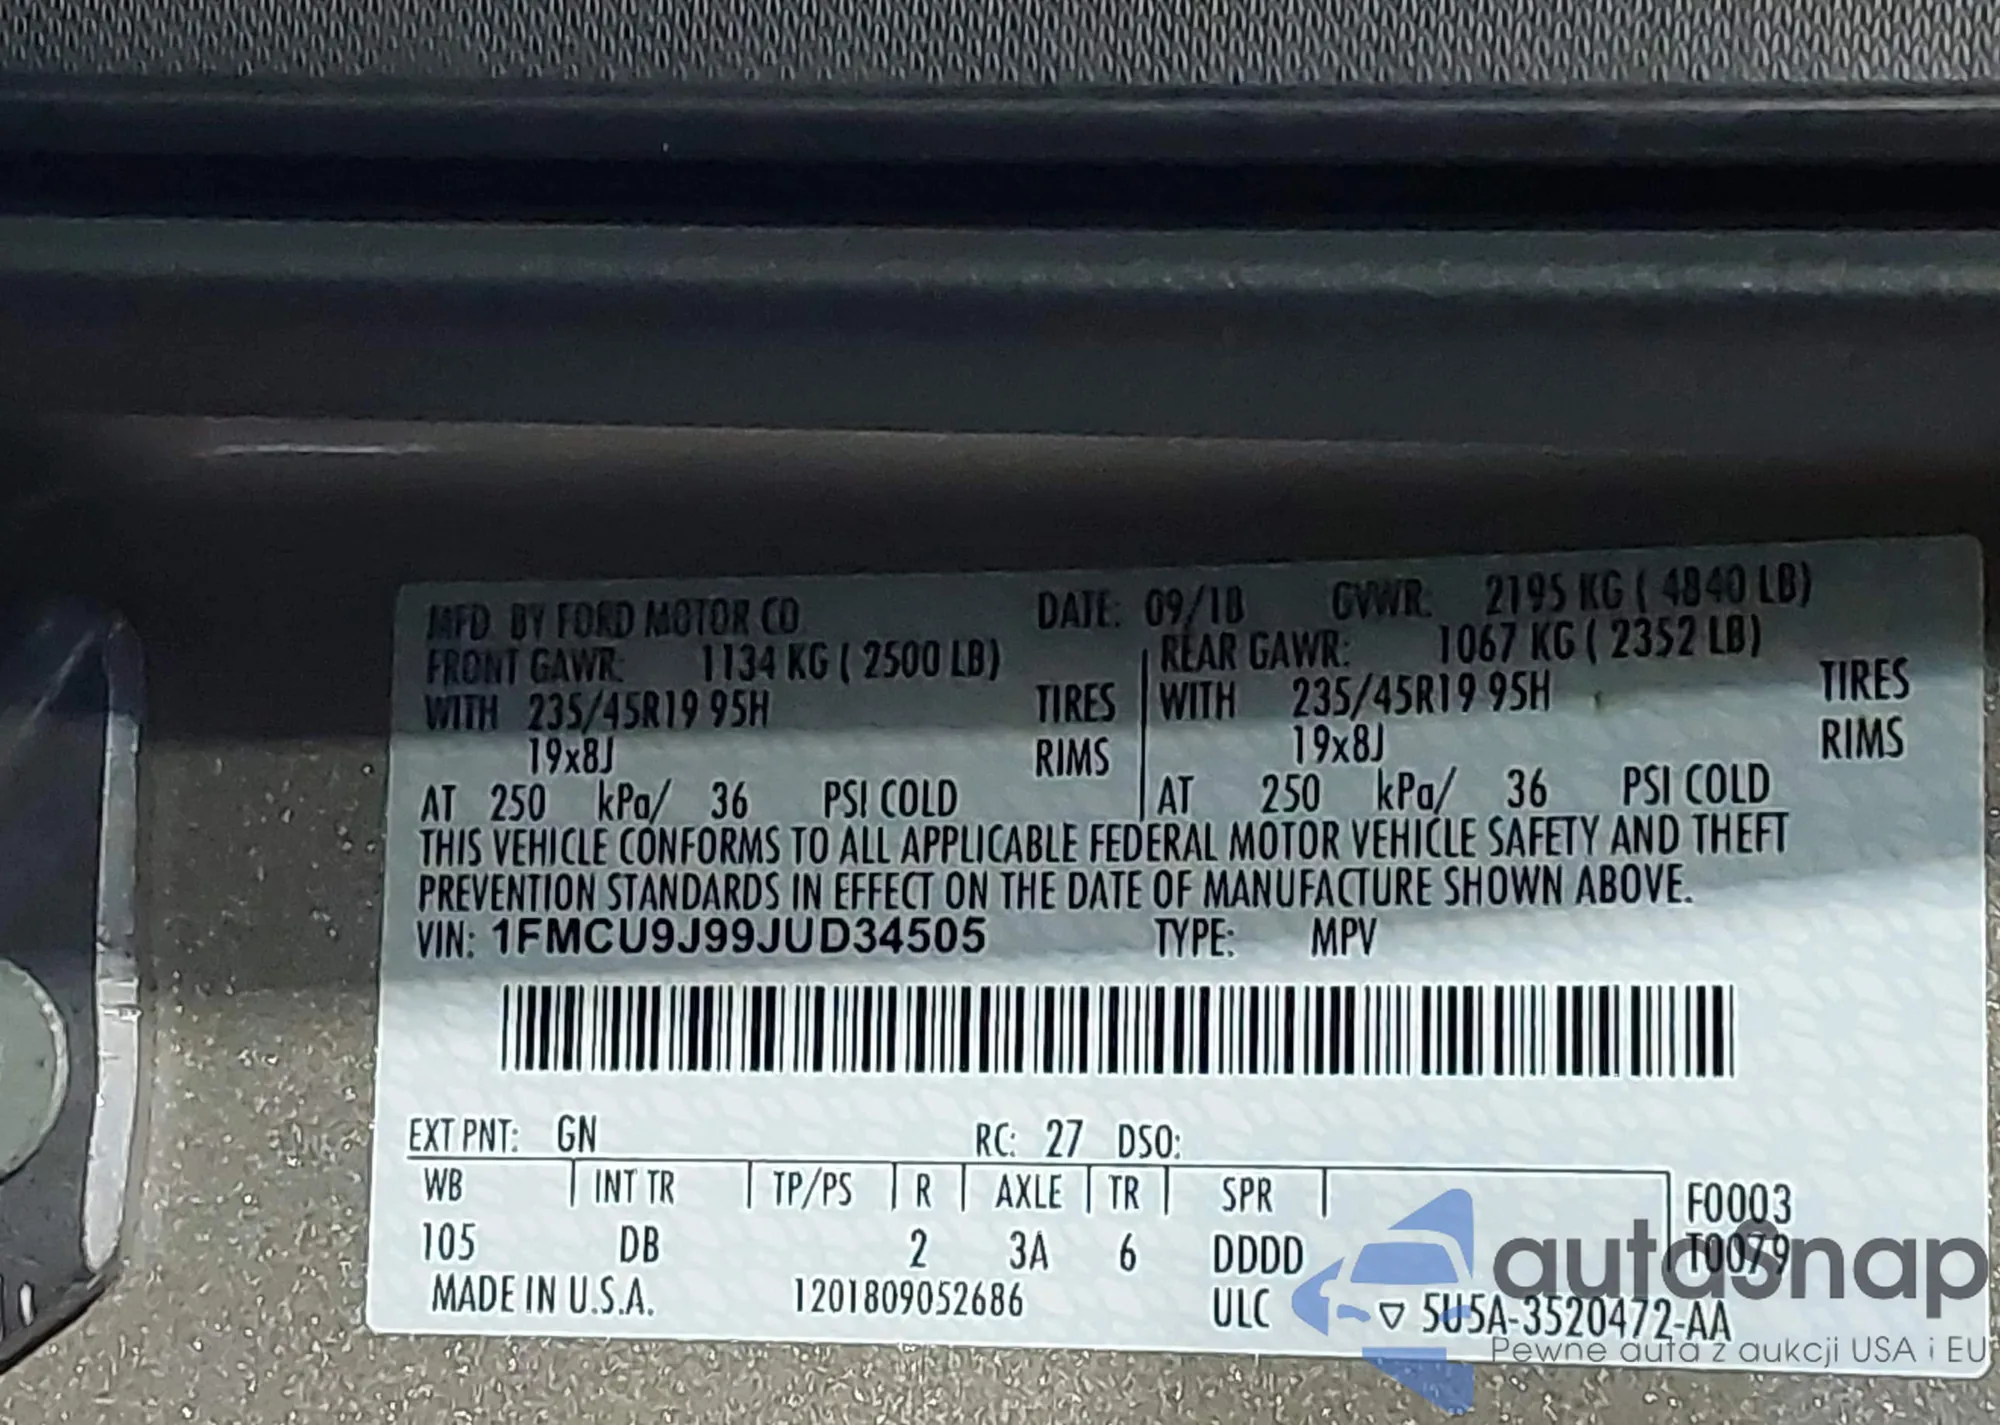 MFD. BY FORD MOTOR CO. DATE: 09/18 GVWR: 2195 KG ( 4840 LB)
FRONT GAWR: 1134 KG ( 2500 LB) REAR GAWR: 1067 KG ( 2352 LB)
WITH 235/45R19 95H TIRES WITH 235/45R19 95H TIRES
19x8J RIMS 19x8J RIMS
AT 250 kPa/ 36 PSI COLD AT 250 kPa/ 36 PSI COLD
THIS VEHICLE CONFORMS TO ALL APPLICABLE FEDERAL MOTOR VEHICLE SAFETY AND THEFT
PREVENTION STANDARDS IN EFFECT ON THE DATE OF MANUFACTURE SHOWN ABOVE.
VIN: 1FMCU9J99JUD34505 TYPE: MPV
EXT PNT: GN RC: 27 DSO:
WB INT TR TP/PS R AXLE TR SPR F0003
105 DB 2 3A 6 DDDD T0079
MADE IN U.S.A. 1201809052686 ULC ▽ 5U5A-3520472-AA
autasnap
Pewne auta z aukcji USA i EU